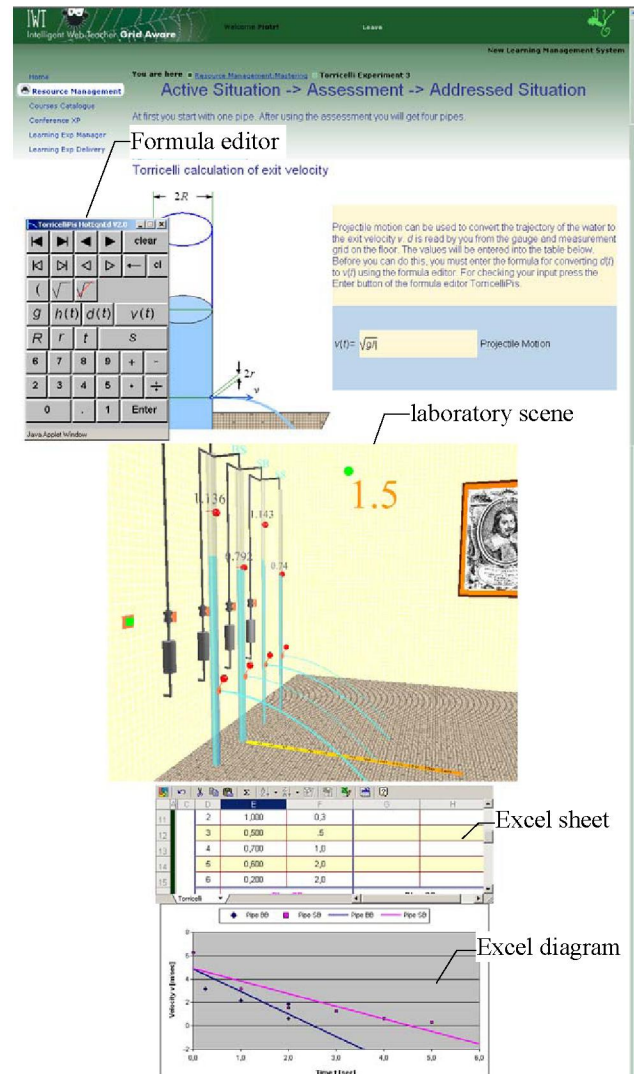 IWT
Intelligent Web Teacher Grid Aware
Welcome Pistr!
Leave
New Learning Management System
Home
Resource Management
Courses Catalogue
Conference XP
Learning Exp Manager
Learning Exp Delivery
You are here Resource Management Mastering Torricelli Experiment 3
Active Situation -> Assessment -> Addressed Situation
At first you start with one pipe. After using the assessment you will get four pipes.
Formula editor
Torricelli calculation of exit velocity
2R
TorricelliPis HotEqnEd V2.0
clear
cl
( √ √
g h(t) d(t) v(t)
R r t s
6 7 8 9 + -
2 3 4 5 · ÷
0 . 1 Enter
Java Applet Window
2r
v
Projectile motion can be used to convert the trajectory of the water to
the exit velocity v. d is read by you from the gauge and measurement
grid on the floor. The values will be entered into the table below.
Before you can do this, you must enter the formula for converting d(t)
to v(t) using the formula editor. For checking your input press the
Enter button of the formula editor TorricelliPis.
v(t)= √g/ Projectile Motion
laboratory scene
1.5
1.136
1.143
0.792
0.74
A C D E F G H
11 2 1,000 0,3
12 3 0,500 .5
13 4 0,700 1,0
14 5 0,600 2,0
15 6 0,200 2,0
Torricelli
Excel sheet
Pipe BB Pipe SB Pipe BB Pipe SB
Excel diagram
Velocity v [m/sec]
8
6
4
2
0
-2
0,0 1,0 2,0 3,0 4,0 5,0 6,0
Time t [sec]